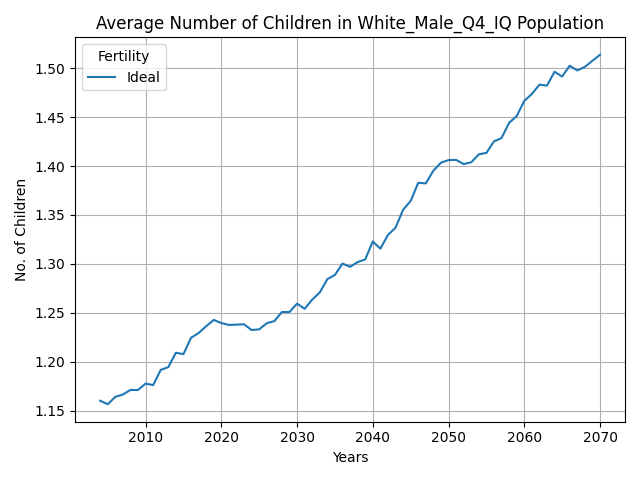 Average Number of Children in White_Male_Q4_IQ Population
Fertility
Ideal
No. of Children
1.50
1.45
1.40
1.35
1.30
1.25
1.20
1.15
2010 2020 2030 2040 2050 2060 2070
Years